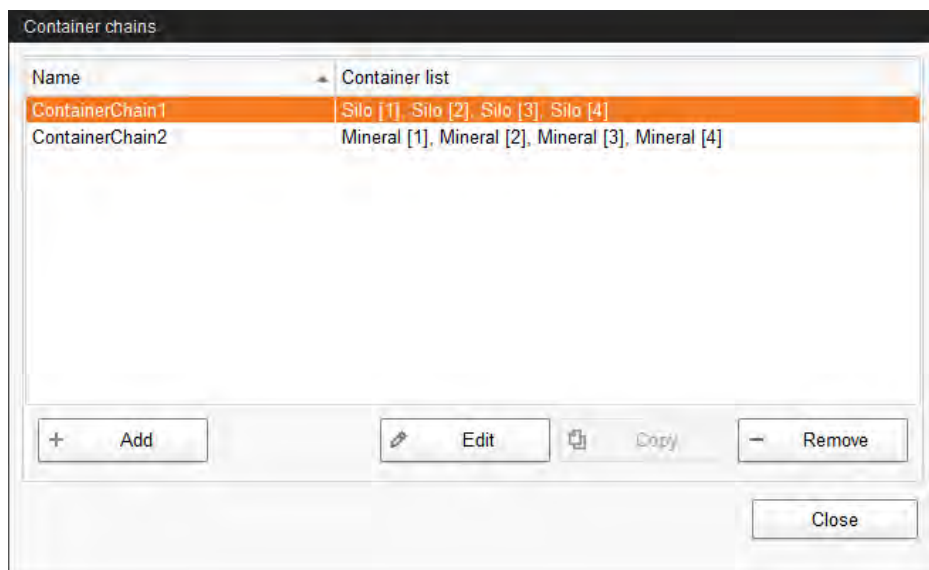 Container chains
Name Container list
ContainerChain1 Silo [1], Silo [2], Silo [3], Silo [4]
ContainerChain2 Mineral [1], Mineral [2], Mineral [3], Mineral [4]
Add Edit Copy Remove
Close